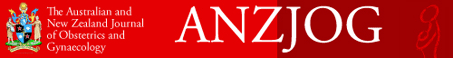 The Australian and
New Zealand Journal
of Obstetrics and
Gynaecology
ANZJOG